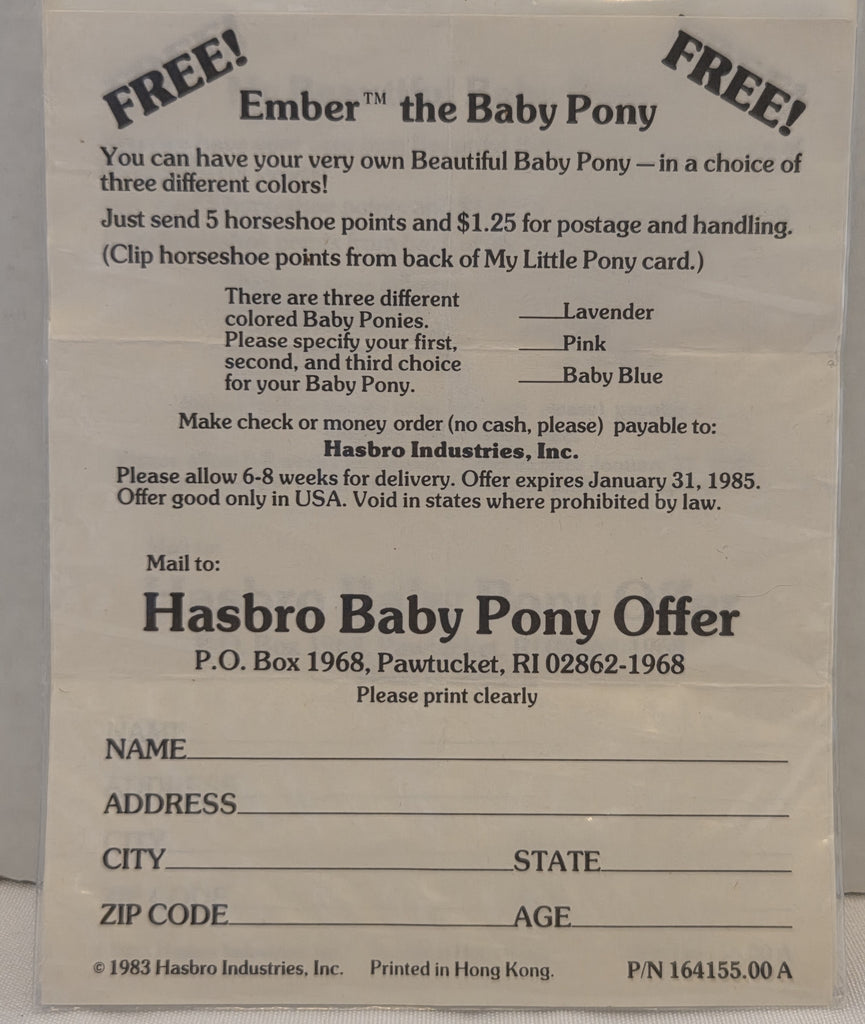 FREE! FREE!
Ember™ the Baby Pony
You can have your very own Beautiful Baby Pony — in a choice of
three different colors!
Just send 5 horseshoe points and $1.25 for postage and handling.
(Clip horseshoe points from back of My Little Pony card.)
There are three different
colored Baby Ponies.
Please specify your first,
second, and third choice
for your Baby Pony.
____Lavender
____Pink
____Baby Blue
Make check or money order (no cash, please) payable to:
Hasbro Industries, Inc.
Please allow 6-8 weeks for delivery. Offer expires January 31, 1985.
Offer good only in USA. Void in states where prohibited by law.
Mail to:
Hasbro Baby Pony Offer
P.O. Box 1968, Pawtucket, RI 02862-1968
Please print clearly
NAME
ADDRESS
CITY STATE
ZIP CODE AGE
© 1983 Hasbro Industries, Inc. Printed in Hong Kong. P/N 164155.00 A